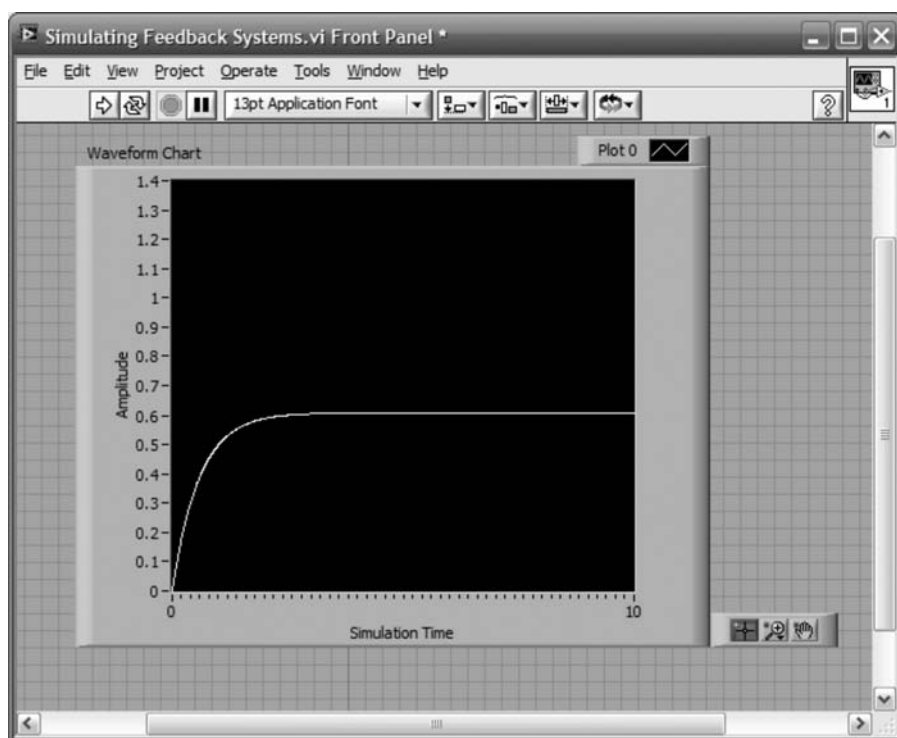 Simulating Feedback Systems.vi Front Panel *
File Edit View Project Operate Tools Window Help
13pt Application Font
1
Waveform Chart
Plot 0
Amplitude
1.4
1.3
1.2
1.1
1
0.9
0.8
0.7
0.6
0.5
0.4
0.3
0.2
0.1
0
0 10
Simulation Time